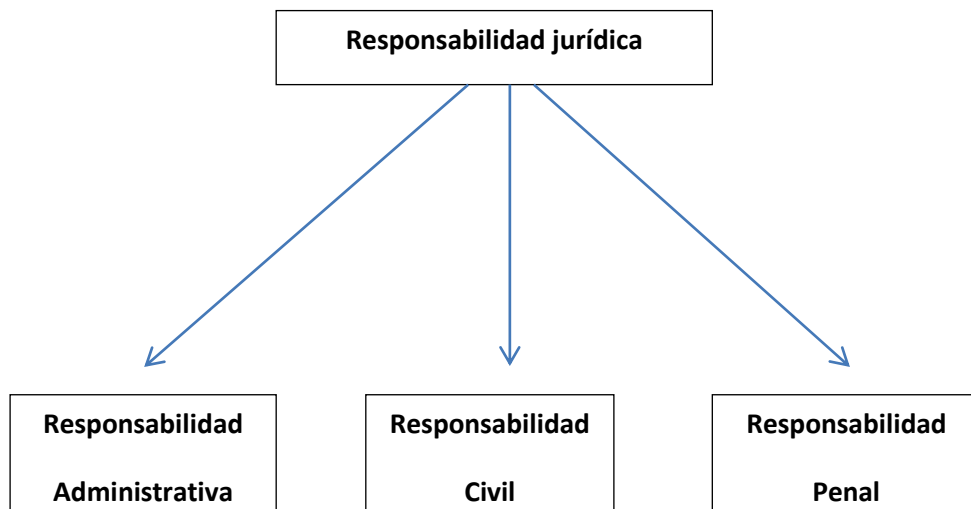 Responsabilidad jurídica
Responsabilidad
Administrativa
Responsabilidad
Civil
Responsabilidad
Penal